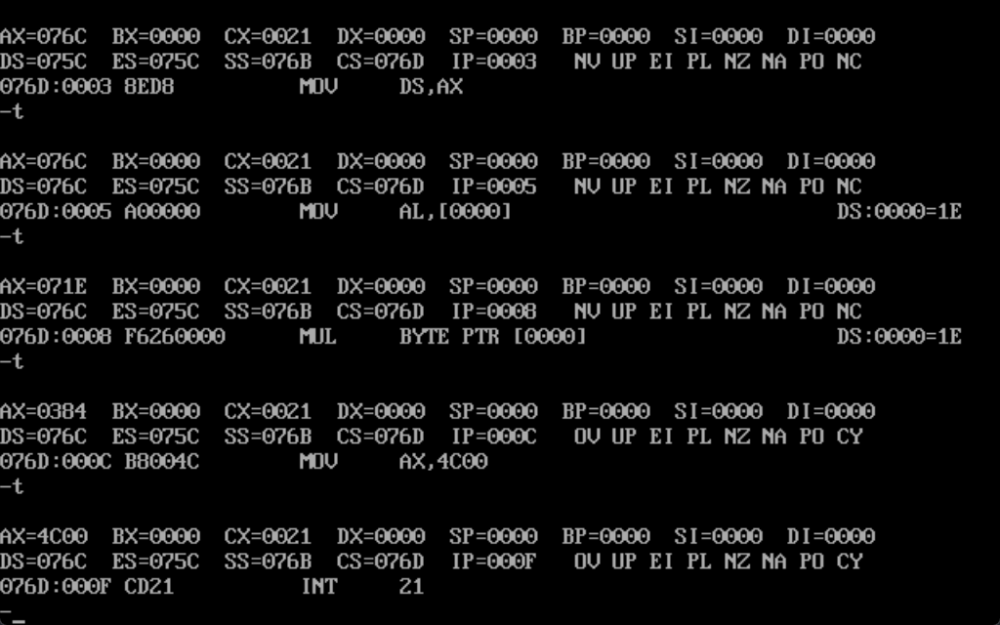 AX=076C  BX=0000  CX=0021  DX=0000  SP=0000  BP=0000  SI=0000  DI=0000
DS=075C  ES=075C  SS=076B  CS=076D  IP=0003   NV UP EI PL NZ NA PO NC
076D:0003 8ED8          MOV     DS,AX
-t
AX=076C  BX=0000  CX=0021  DX=0000  SP=0000  BP=0000  SI=0000  DI=0000
DS=076C  ES=075C  SS=076B  CS=076D  IP=0005   NV UP EI PL NZ NA PO NC
076D:0005 A00000        MOV     AL,[0000]                          DS:0000=1E
-t
AX=071E  BX=0000  CX=0021  DX=0000  SP=0000  BP=0000  SI=0000  DI=0000
DS=076C  ES=075C  SS=076B  CS=076D  IP=0008   NV UP EI PL NZ NA PO NC
076D:0008 F6260000      MUL     BYTE PTR [0000]                    DS:0000=1E
-t
AX=0384  BX=0000  CX=0021  DX=0000  SP=0000  BP=0000  SI=0000  DI=0000
DS=076C  ES=075C  SS=076B  CS=076D  IP=000C   OV UP EI PL NZ NA PO CY
076D:000C B8004C        MOV     AX,4C00
-t
AX=4C00  BX=0000  CX=0021  DX=0000  SP=0000  BP=0000  SI=0000  DI=0000
DS=076C  ES=075C  SS=076B  CS=076D  IP=000F   OV UP EI PL NZ NA PO CY
076D:000F CD21          INT     21
-_